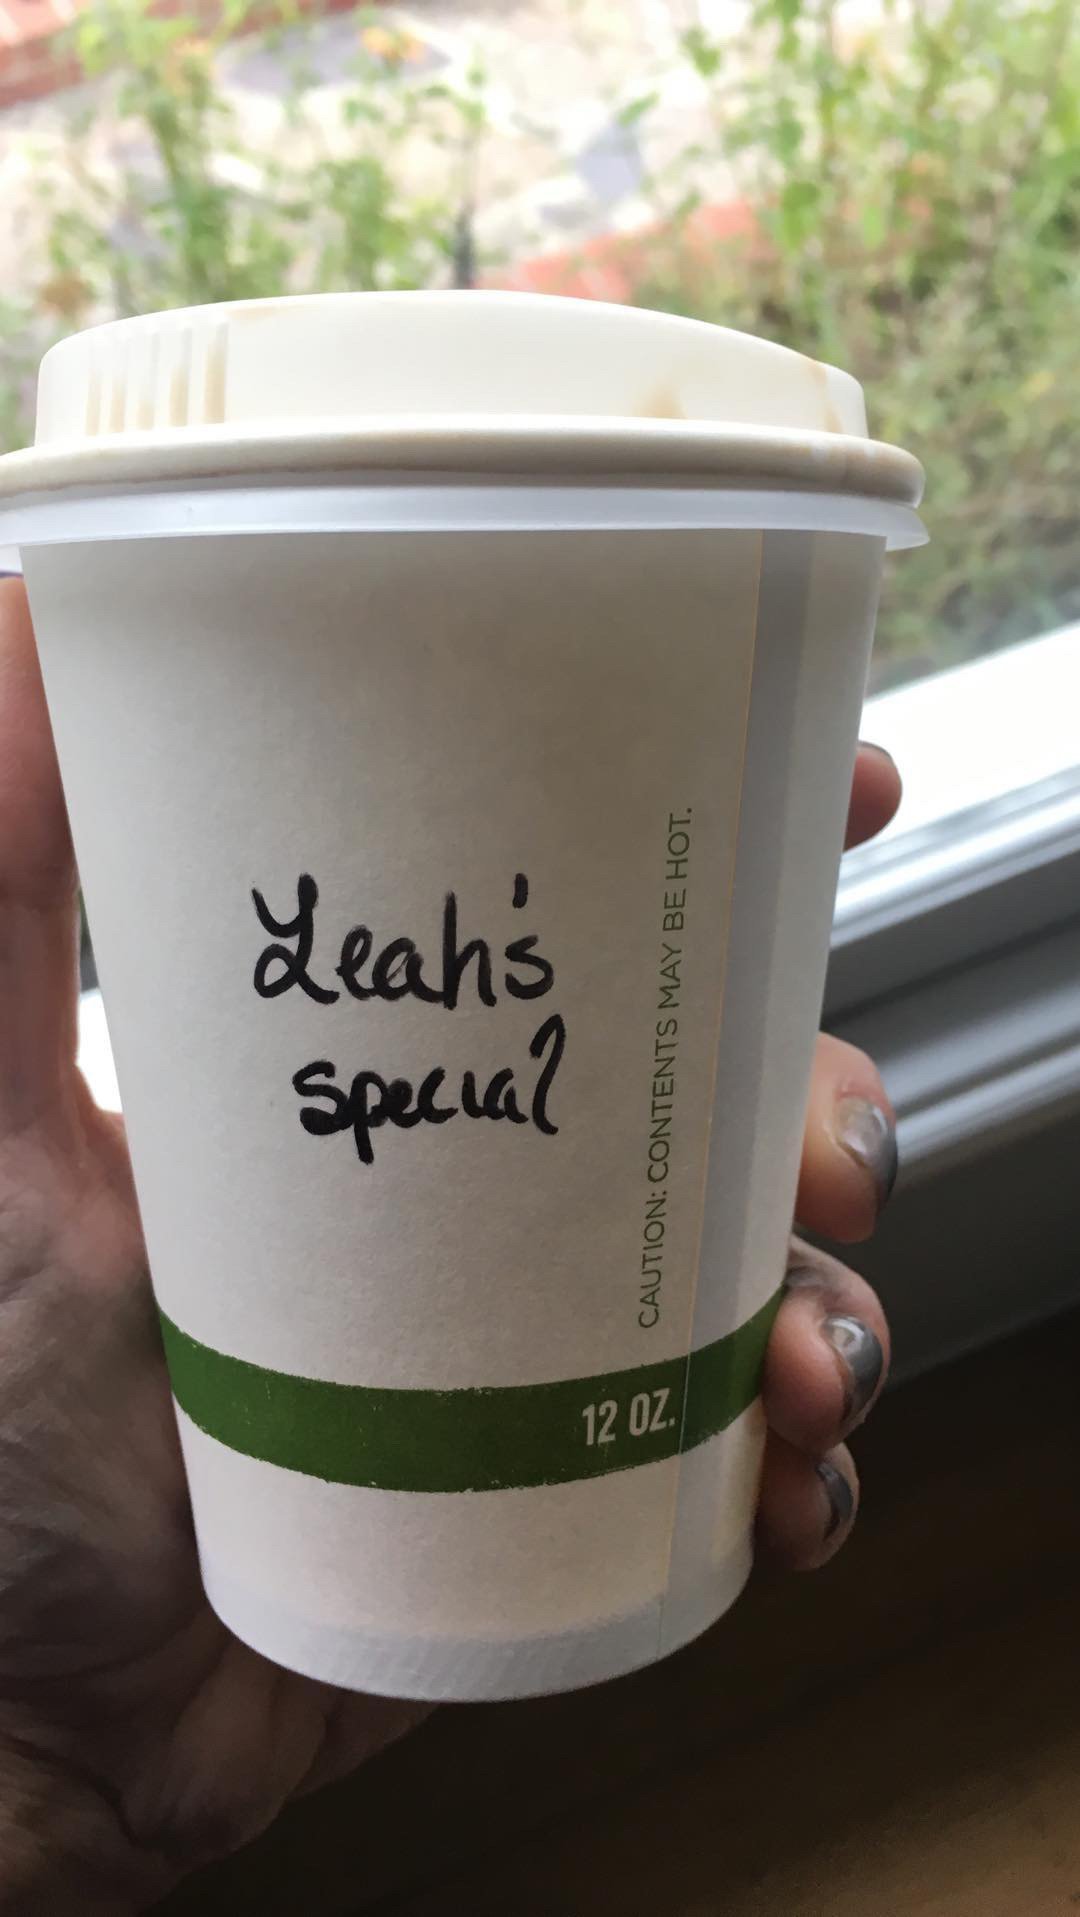 Leah's
special
CAUTION: CONTENTS MAY BE HOT.
12 OZ.